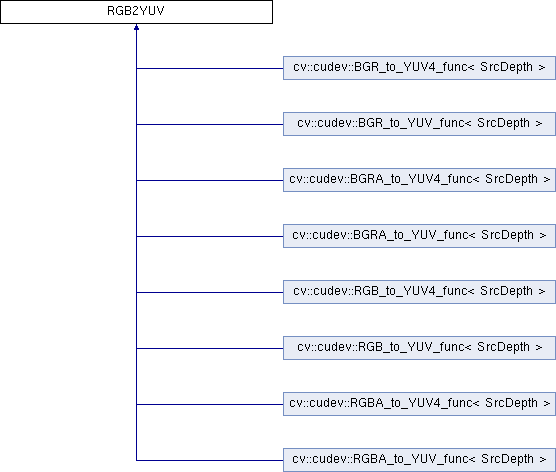 RGB2YUV
cv::cudev::BGR_to_YUV4_func< SrcDepth >
cv::cudev::BGR_to_YUV_func< SrcDepth >
cv::cudev::BGRA_to_YUV4_func< SrcDepth >
cv::cudev::BGRA_to_YUV_func< SrcDepth >
cv::cudev::RGB_to_YUV4_func< SrcDepth >
cv::cudev::RGB_to_YUV_func< SrcDepth >
cv::cudev::RGBA_to_YUV4_func< SrcDepth >
cv::cudev::RGBA_to_YUV_func< SrcDepth >